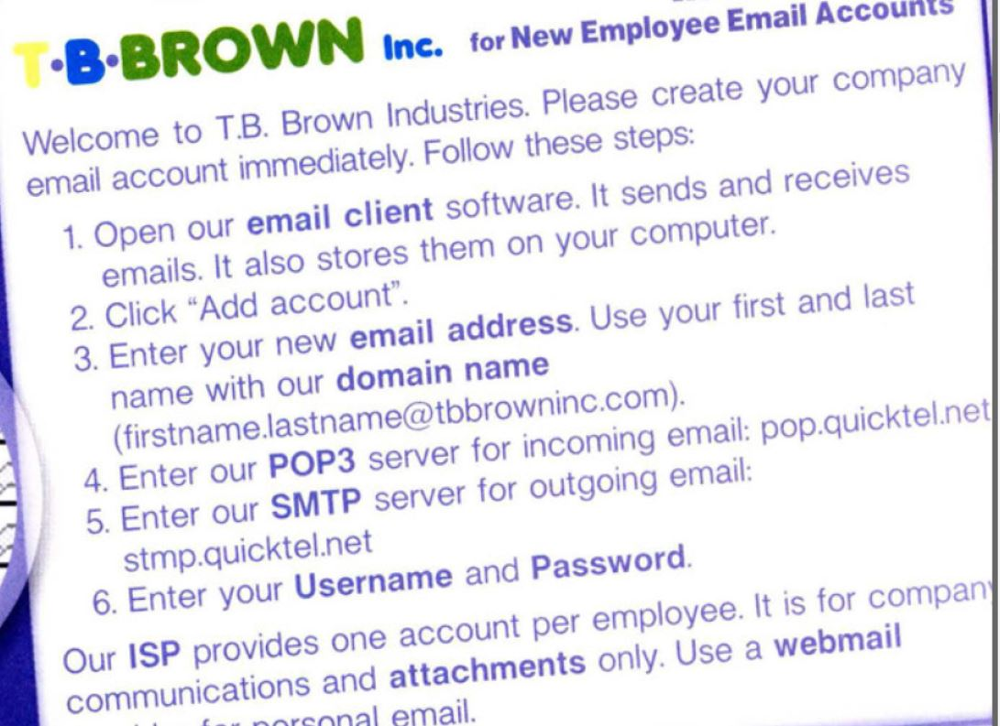 T·B·BROWN Inc. for New Employee Email Accounts
Welcome to T.B. Brown Industries. Please create your company
email account immediately. Follow these steps:
1. Open our email client software. It sends and receives
emails. It also stores them on your computer.
2. Click “Add account”.
3. Enter your new email address. Use your first and last
name with our domain name
(firstname.lastname@tbbrowninc.com).
4. Enter our POP3 server for incoming email: pop.quicktel.net
5. Enter our SMTP server for outgoing email:
stmp.quicktel.net
6. Enter your Username and Password.
Our ISP provides one account per employee. It is for company
communications and attachments only. Use a webmail
for personal email.